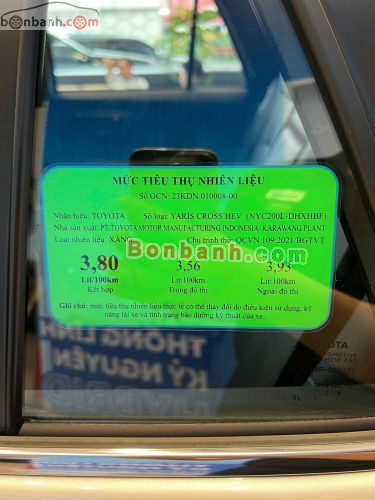 bonbanh.com
MỨC TIÊU THỤ NHIÊN LIỆU
Số GCN: 23KDN/010008-00
Nhãn hiệu: TOYOTA Số loại: YARIS CROSS HEV (NYC200L-DHXHBF)
Nhà sản xuất: PT. TOYOTA MOTOR MANUFACTURING INDONESIA- KARAWANG PLANT
Loại nhiên liệu: XĂNG Chu trình thử: QCVN 109:2021/BGTVT
Bonbanh.com
3,80 3,56 3,93
Lít/100km Lít/100km Lít/100km
Kết hợp Trong đô thị Ngoài đô thị
Ghi chú: mức tiêu thụ nhiên liệu thực tế có thể thay đổi do điều kiện sử dụng, kỹ
năng lái xe và tình trạng bảo dưỡng kỹ thuật của xe.
THÔNG LINH
KỶ NGUYÊN
HYBRID
TOYOTA